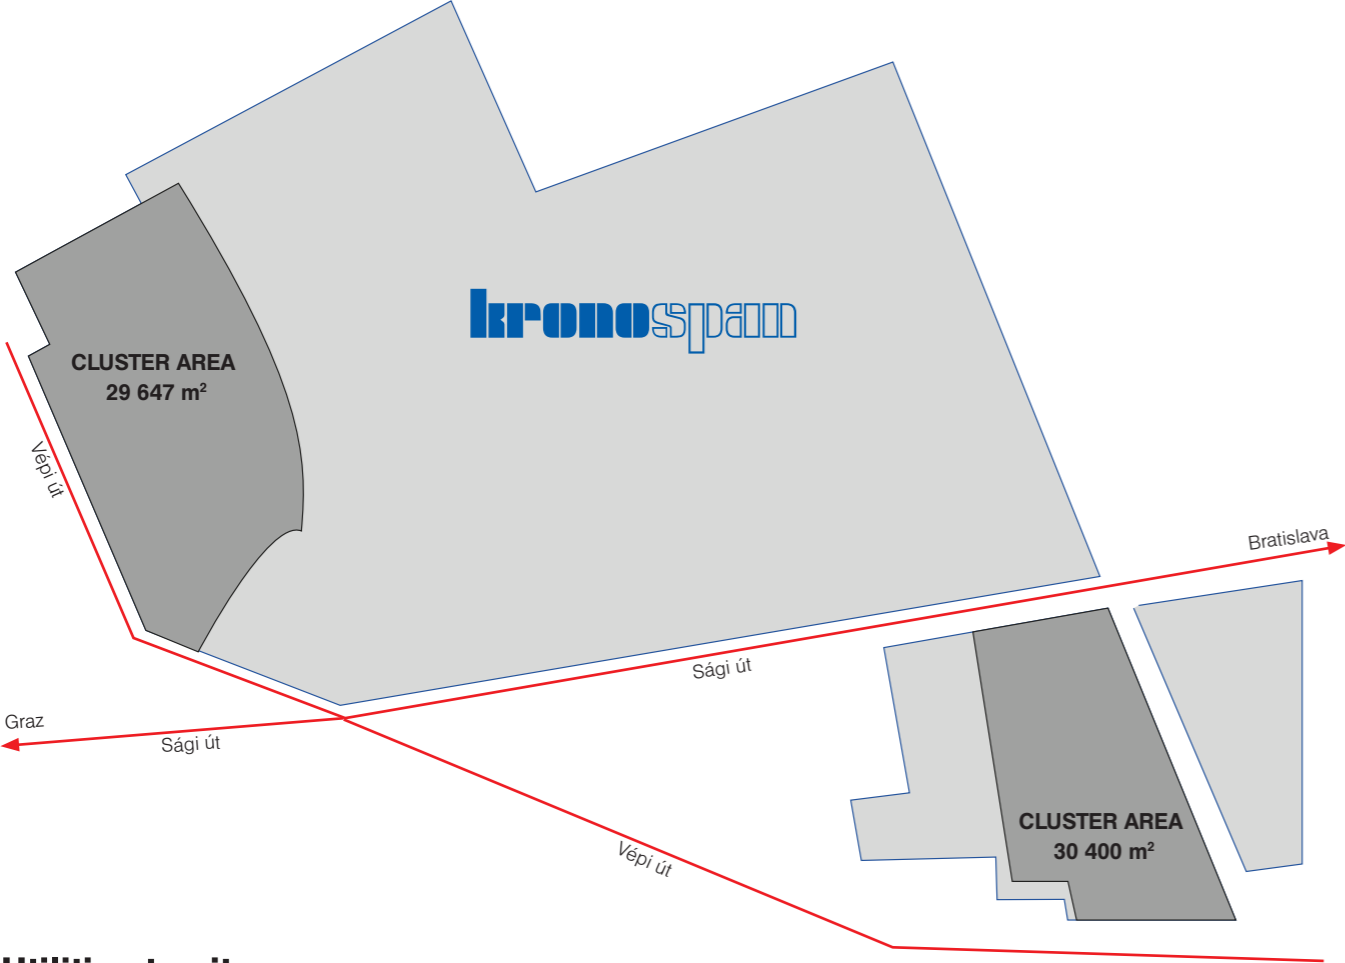 kronospan
CLUSTER AREA
29 647 m²
Vépi út
Bratislava
Sági út
Graz
Sági út
CLUSTER AREA
30 400 m²
Vépi út